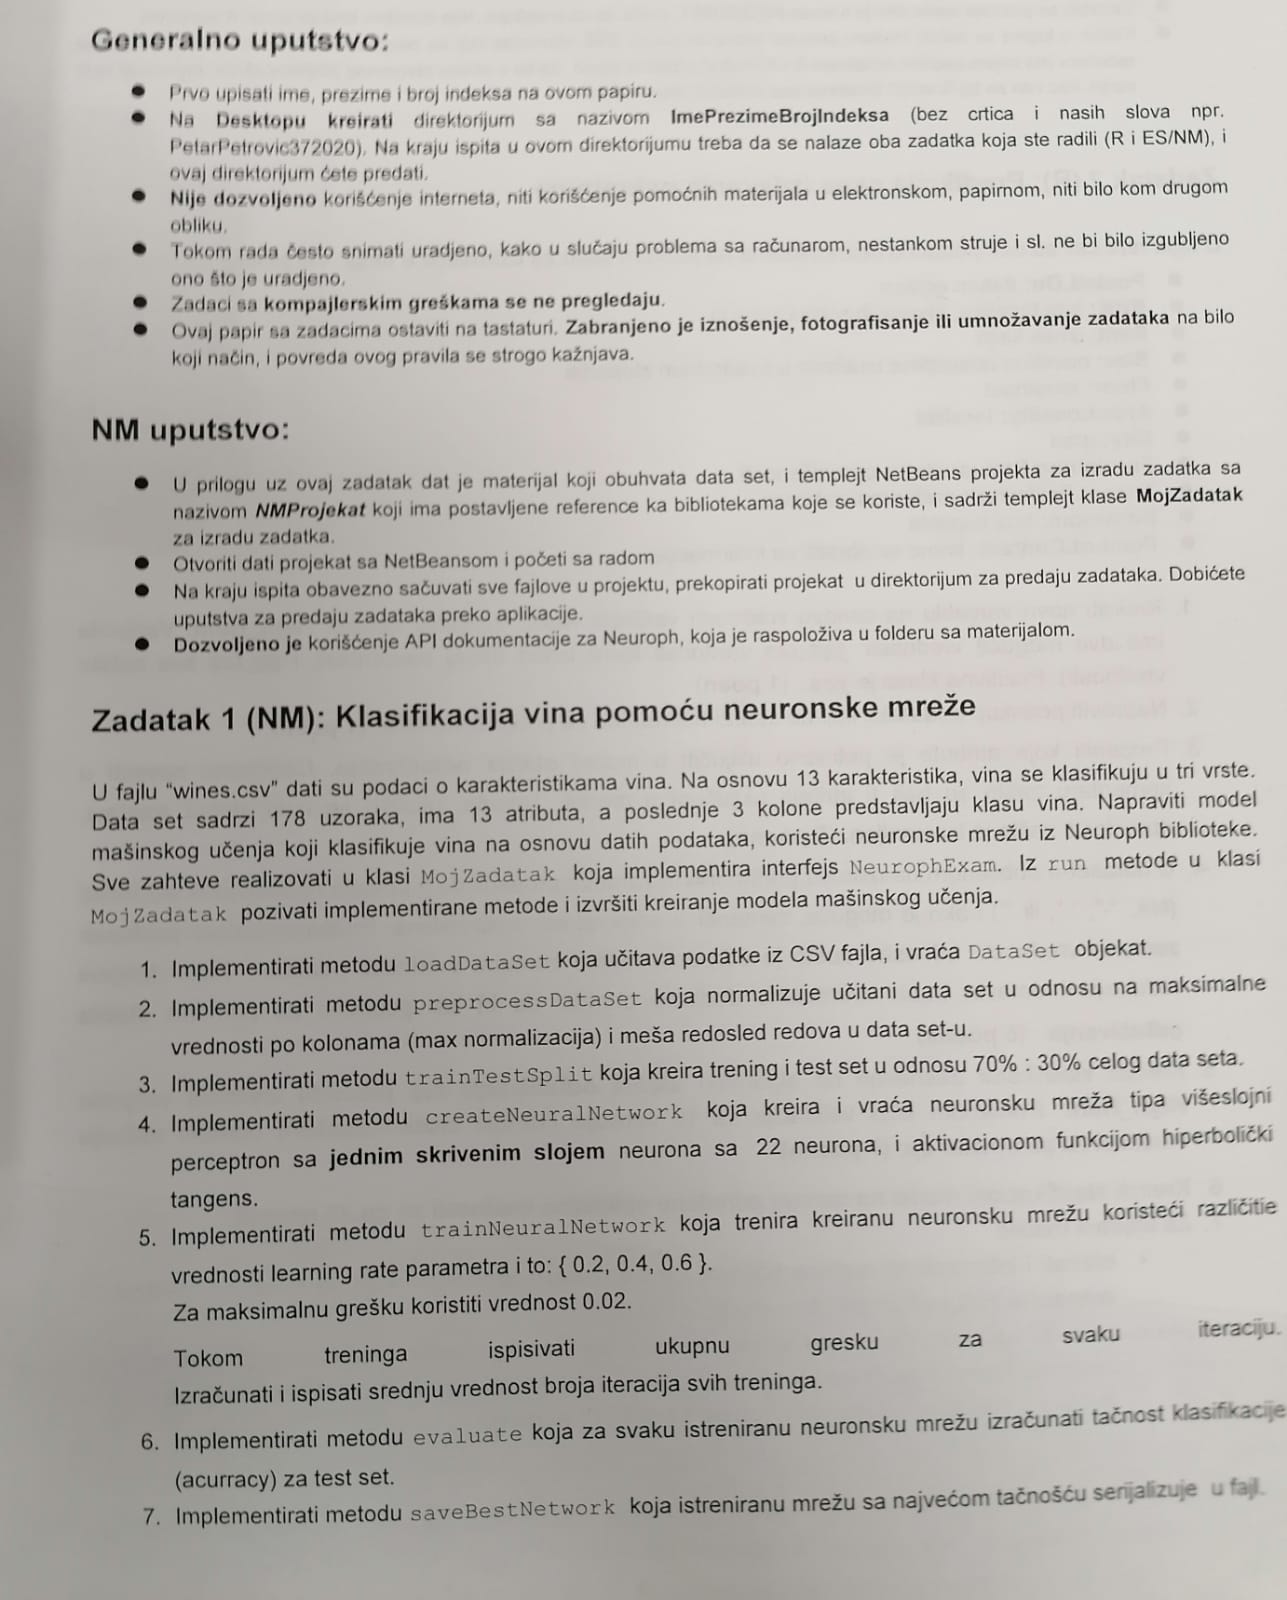 Generalno uputstvo:
● Prvo upisati ime, prezime i broj indeksa na ovom papiru.
● Na Desktopu kreirati direktorijum sa nazivom ImePrezimeBrojIndeksa (bez crtica i nasih slova npr.
PetarPetrovic372020). Na kraju ispita u ovom direktorijumu treba da se nalaze oba zadatka koja ste radili (R i ES/NM), i
ovaj direktorijum ćete predati.
● Nije dozvoljeno korišćenje interneta, niti korišćenje pomoćnih materijala u elektronskom, papirnom, niti bilo kom drugom
obliku.
● Tokom rada često snimati uradjeno, kako u slučaju problema sa računarom, nestankom struje i sl. ne bi bilo izgubljeno
ono što je uradjeno.
● Zadaci sa kompajlerskim greškama se ne pregledaju.
● Ovaj papir sa zadacima ostaviti na tastaturi. Zabranjeno je iznošenje, fotografisanje ili umnožavanje zadataka na bilo
koji način, i povreda ovog pravila se strogo kažnjava.
NM uputstvo:
● U prilogu uz ovaj zadatak dat je materijal koji obuhvata data set, i templejt NetBeans projekta za izradu zadatka sa
nazivom NMProjekat koji ima postavljene reference ka bibliotekama koje se koriste, i sadrži templejt klase MojZadatak
za izradu zadatka.
● Otvoriti dati projekat sa NetBeansom i početi sa radom
● Na kraju ispita obavezno sačuvati sve fajlove u projektu, prekopirati projekat u direktorijum za predaju zadataka. Dobićete
uputstva za predaju zadataka preko aplikacije.
● Dozvoljeno je korišćenje API dokumentacije za Neuroph, koja je raspoloživa u folderu sa materijalom.
Zadatak 1 (NM): Klasifikacija vina pomoću neuronske mreže
U fajlu “wines.csv” dati su podaci o karakteristikama vina. Na osnovu 13 karakteristika, vina se klasifikuju u tri vrste.
Data set sadrzi 178 uzoraka, ima 13 atributa, a poslednje 3 kolone predstavljaju klasu vina. Napraviti model
mašinskog učenja koji klasifikuje vina na osnovu datih podataka, koristeći neuronske mrežu iz Neuroph biblioteke.
Sve zahteve realizovati u klasi MojZadatak koja implementira interfejs NeurophExam. Iz run metode u klasi
MojZadatak pozivati implementirane metode i izvršiti kreiranje modela mašinskog učenja.
1. Implementirati metodu loadDataSet koja učitava podatke iz CSV fajla, i vraća DataSet objekat.
2. Implementirati metodu preprocessDataSet koja normalizuje učitani data set u odnosu na maksimalne
vrednosti po kolonama (max normalizacija) i meša redosled redova u data set-u.
3. Implementirati metodu trainTestSplit koja kreira trening i test set u odnosu 70% : 30% celog data seta.
4. Implementirati metodu createNeuralNetwork koja kreira i vraća neuronsku mreža tipa višeslojni
perceptron sa jednim skrivenim slojem neurona sa 22 neurona, i aktivacionom funkcijom hiperbolički
tangens.
5. Implementirati metodu trainNeuralNetwork koja trenira kreiranu neuronsku mrežu koristeći različitie
vrednosti learning rate parametra i to: { 0.2, 0.4, 0.6 }.
Za maksimalnu grešku koristiti vrednost 0.02.
Tokom treninga ispisivati ukupnu gresku za svaku iteraciju.
Izračunati i ispisati srednju vrednost broja iteracija svih treninga.
6. Implementirati metodu evaluate koja za svaku istreniranu neuronsku mrežu izračunati tačnost klasifikacije
(acurracy) za test set.
7. Implementirati metodu saveBestNetwork koja istreniranu mrežu sa najvećom tačnošću serijalizuje u fajl.